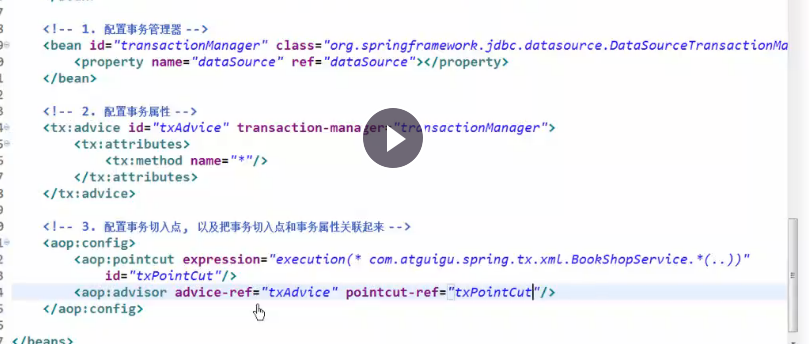 <!-- 1. 配置事务管理器 -->
<bean id="transactionManager" class="org.springframework.jdbc.datasource.DataSourceTransactionMa
<property name="dataSource" ref="dataSource"></property>
</bean>
<!-- 2. 配置事务属性 -->
<tx:advice id="txAdvice" transaction-manager="transactionManager">
<tx:attributes>
<tx:method name="*"/>
</tx:attributes>
</tx:advice>
<!-- 3. 配置事务切入点, 以及把事务切入点和事务属性关联起来 -->
<aop:config>
<aop:pointcut expression="execution(* com.atguigu.spring.tx.xml.BookShopService.*(..))"
id="txPointCut"/>
<aop:advisor advice-ref="txAdvice" pointcut-ref="txPointCut"/>
</aop:config>
</beans>